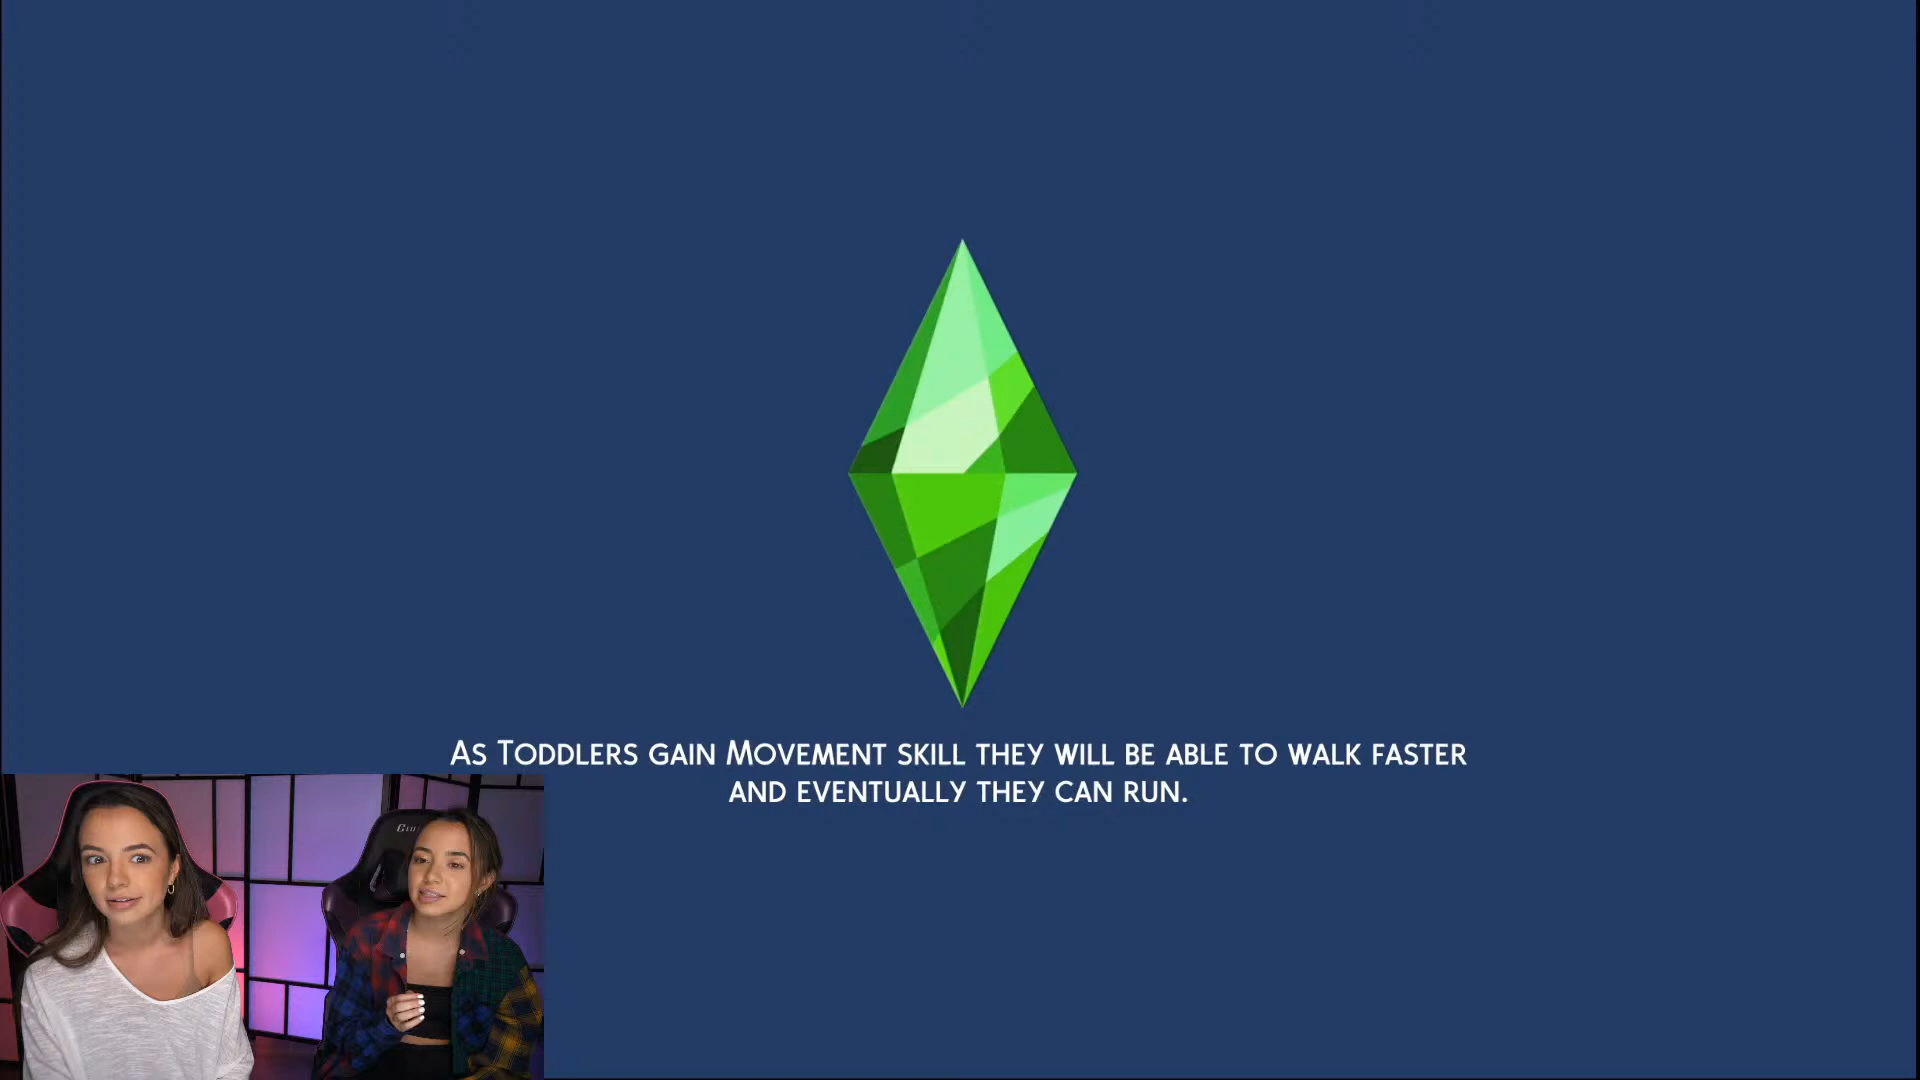 As Toddlers gain Movement skill they will be able to walk faster
and eventually they can run.